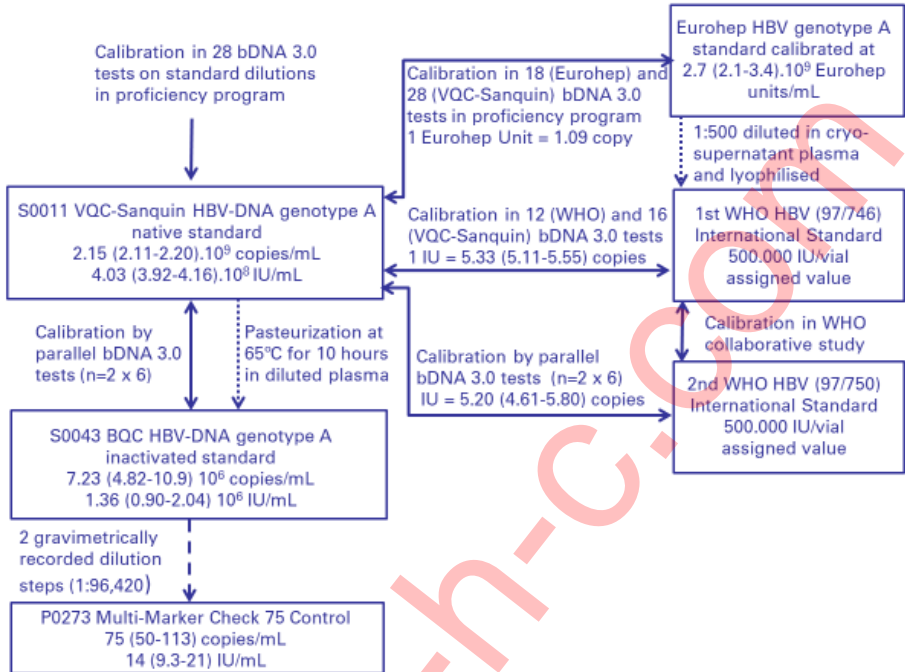 Calibration in 28 bDNA 3.0
tests on standard dilutions
in proficiency program
Calibration in 18 (Eurohep) and
28 (VQC-Sanquin) bDNA 3.0
tests in proficiency program
1 Eurohep Unit = 1.09 copy
Eurohep HBV genotype A
standard calibrated at
2.7 (2.1-3.4).10⁹ Eurohep
units/mL
1:500 diluted in cryo-
supernatant plasma
and lyophilised
S0011 VQC-Sanquin HBV-DNA genotype A
native standard
2.15 (2.11-2.20).10⁹ copies/mL
4.03 (3.92-4.16).10⁸ IU/mL
Calibration in 12 (WHO) and 16
(VQC-Sanquin) bDNA 3.0 tests
1 IU = 5.33 (5.11-5.55) copies
1st WHO HBV (97/746)
International Standard
500.000 IU/vial
assigned value
Calibration by
parallel bDNA 3.0
tests (n=2 x 6)
Pasteurization at
65ºC for 10 hours
in diluted plasma
Calibration by parallel
bDNA 3.0 tests (n=2 x 6)
IU = 5.20 (4.61-5.80) copies
Calibration in WHO
collaborative study
2nd WHO HBV (97/750)
International Standard
500.000 IU/vial
assigned value
S0043 BQC HBV-DNA genotype A
inactivated standard
7.23 (4.82-10.9) 10⁶ copies/mL
1.36 (0.90-2.04) 10⁶ IU/mL
2 gravimetrically
recorded dilution
steps (1:96,420)
P0273 Multi-Marker Check 75 Control
75 (50-113) copies/mL
14 (9.3-21) IU/mL
sh-c.com